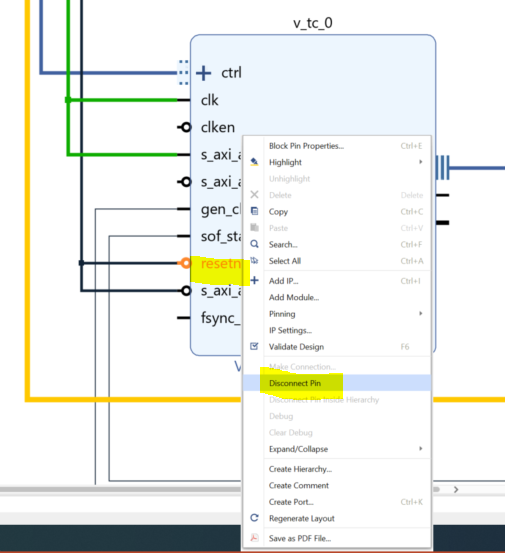 v_tc_0
ctrl
clk
clken
s_axi_a
s_axi_a
gen_cl
sof_sta
resetn
s_axi_a
fsync_
V
Block Pin Properties... Ctrl+E
Highlight
Unhighlight
Delete Delete
Copy Ctrl+C
Paste Ctrl+V
Search... Ctrl+F
Select All Ctrl+A
Add IP... Ctrl+I
Add Module...
Pinning
IP Settings...
Validate Design F6
Make Connection...
Disconnect Pin
Disconnect Pin Inside Hierarchy
Debug
Clear Debug
Expand/Collapse
Create Hierarchy...
Create Comment
Create Port... Ctrl+K
Regenerate Layout
Save as PDF File...